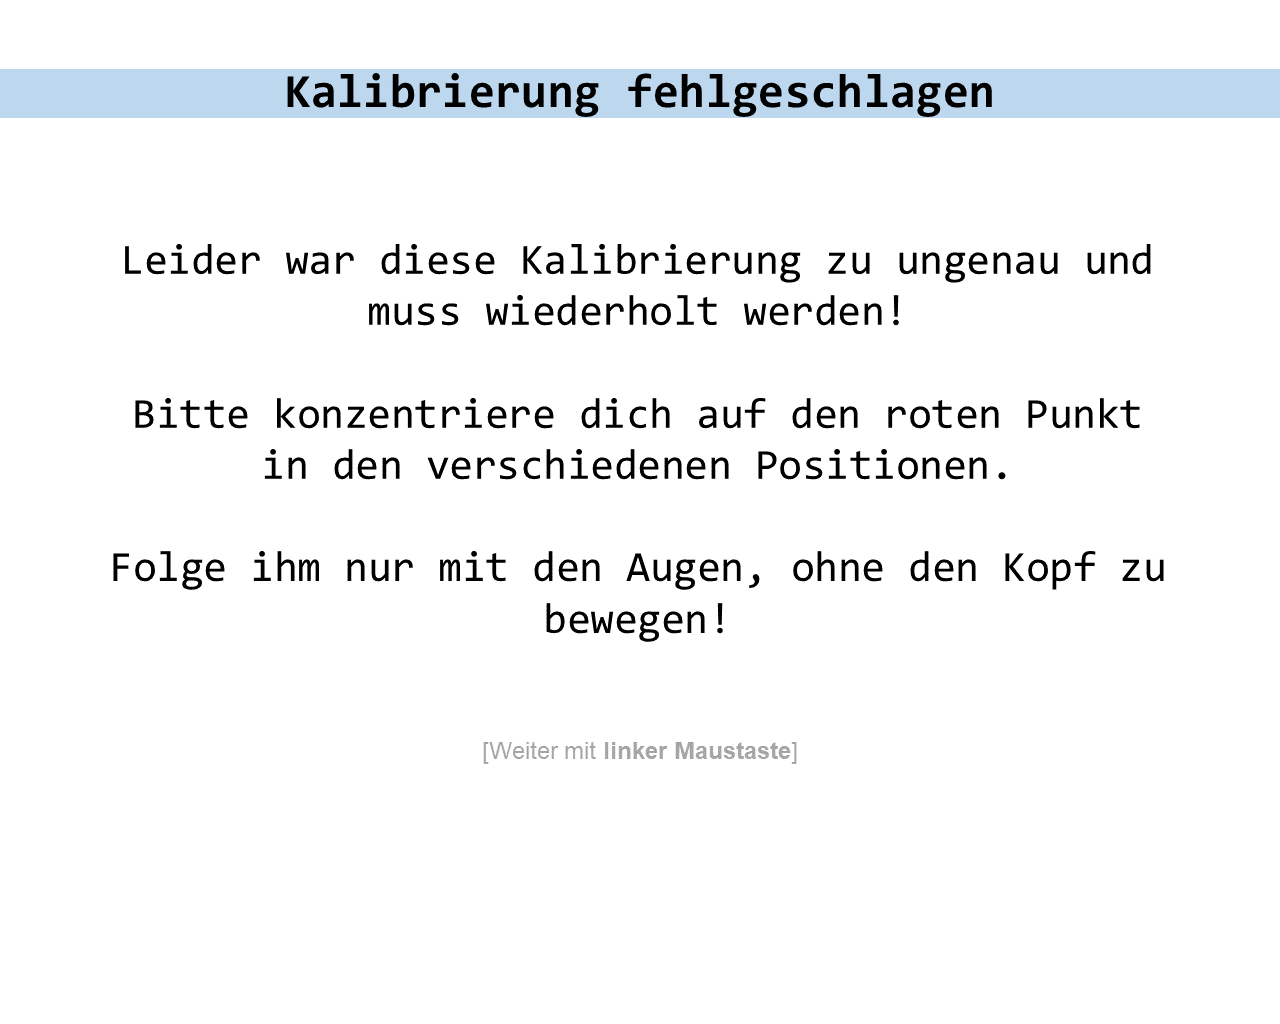 Kalibrierung fehlgeschlagen
Leider war diese Kalibrierung zu ungenau und
muss wiederholt werden!
Bitte konzentriere dich auf den roten Punkt
in den verschiedenen Positionen.
Folge ihm nur mit den Augen, ohne den Kopf zu
bewegen!
[Weiter mit linker Maustaste]